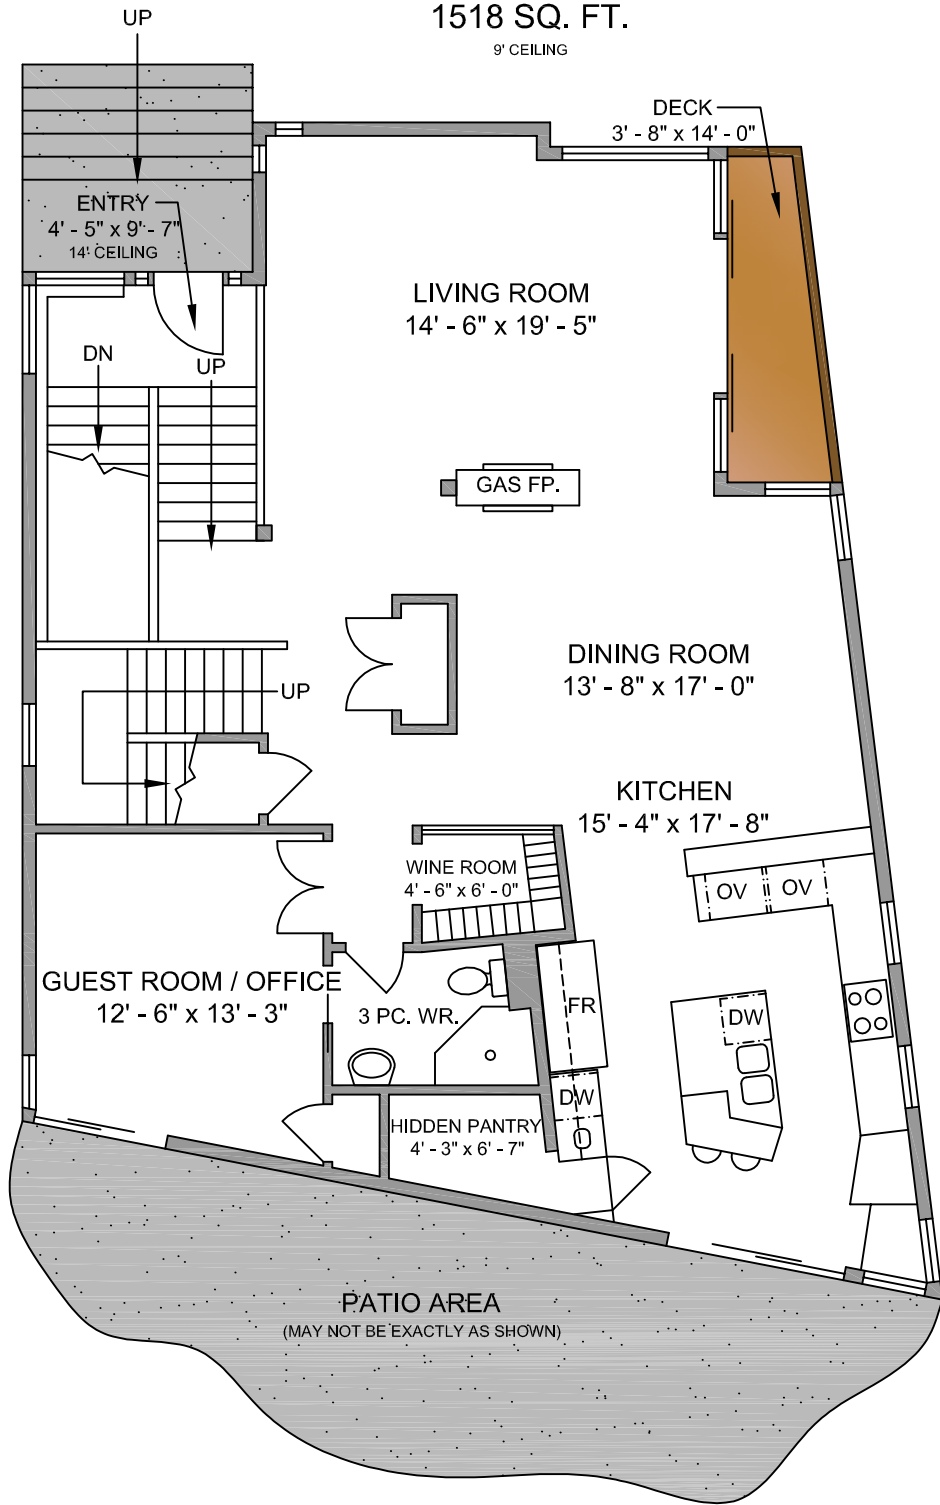 1518 SQ. FT.
9' CEILING
UP
DECK
3' - 8" x 14' - 0"
ENTRY
4' - 5" x 9' - 7"
14' CEILING
LIVING ROOM
14' - 6" x 19' - 5"
DN
UP
GAS FP.
DINING ROOM
13' - 8" x 17' - 0"
UP
KITCHEN
15' - 4" x 17' - 8"
WINE ROOM
4' - 6" x 6' - 0"
OV
OV
GUEST ROOM / OFFICE
12' - 6" x 13' - 3"
3 PC. WR.
FR
DW
DW
HIDDEN PANTRY
4' - 3" x 6' - 7"
PATIO AREA
(MAY NOT BE EXACTLY AS SHOWN)